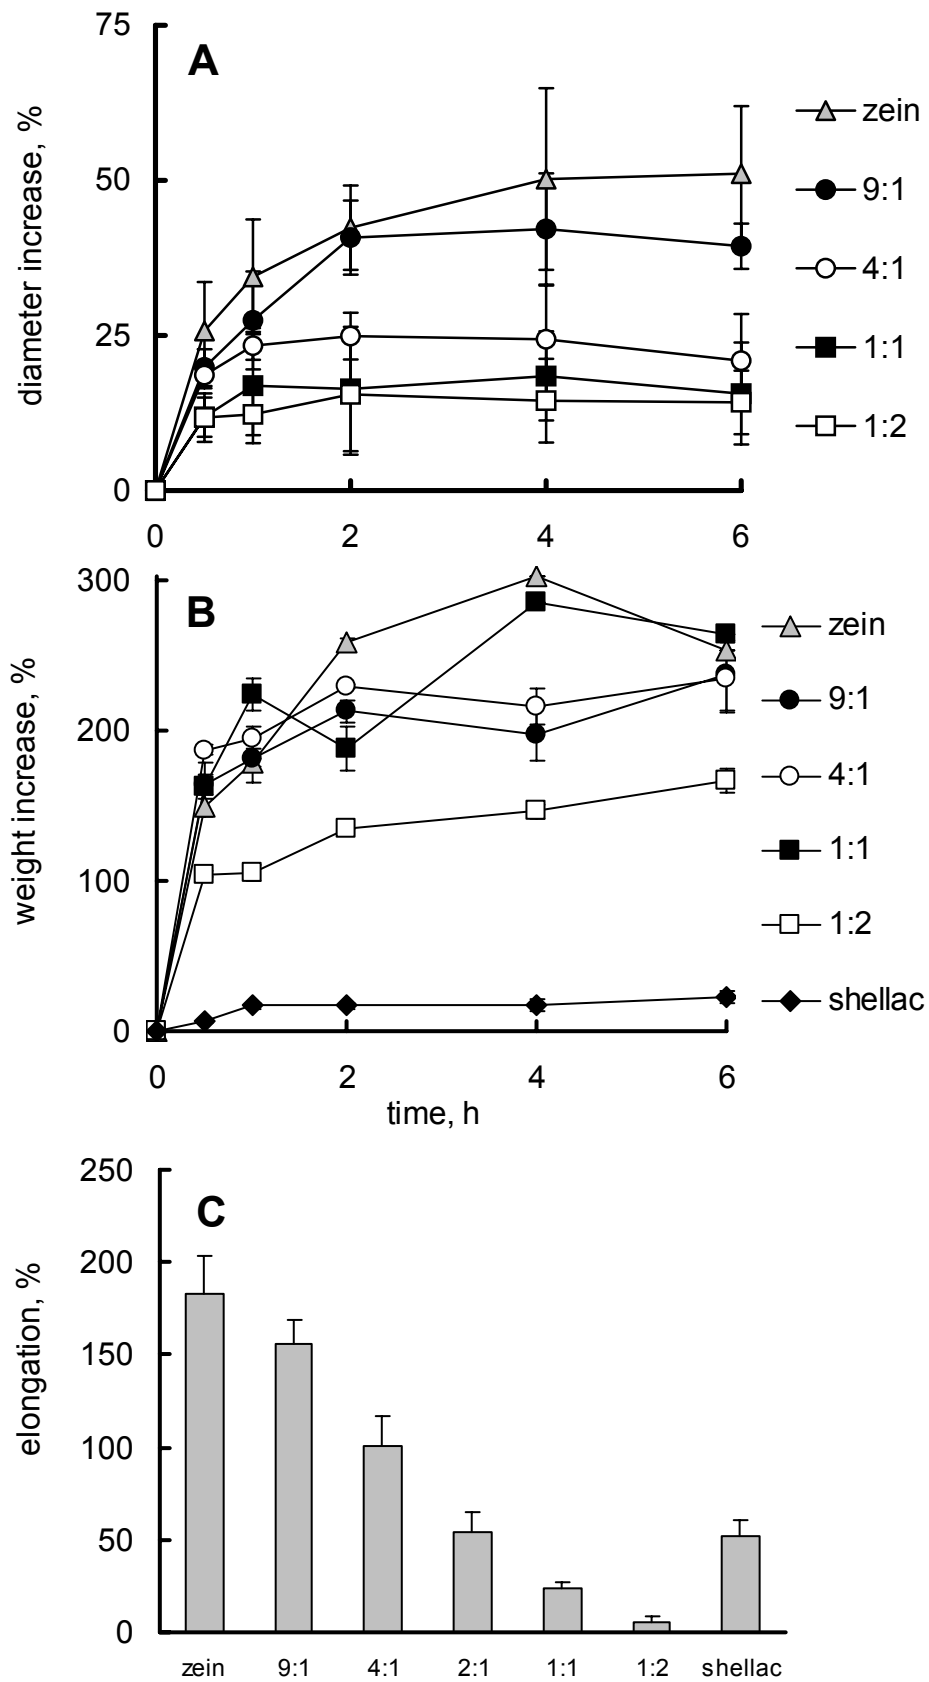 75
A
50
25
0
diameter increase, %
0 2 4 6
zein
9:1
4:1
1:1
1:2
300
B
200
100
0
weight increase, %
0 2 4 6
time, h
zein
9:1
4:1
1:1
1:2
shellac
250
C
200
150
100
50
0
elongation, %
zein 9:1 4:1 2:1 1:1 1:2 shellac